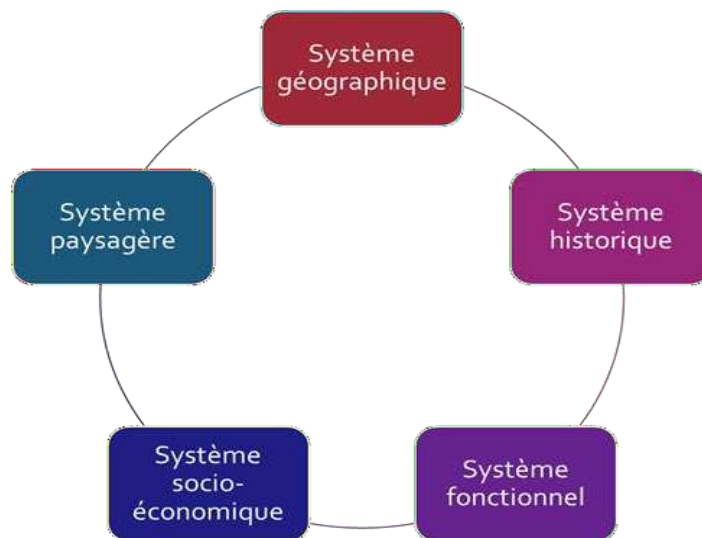 Système
géographique
Système
historique
Système
fonctionnel
Système
socio-
économique
Système
paysagère